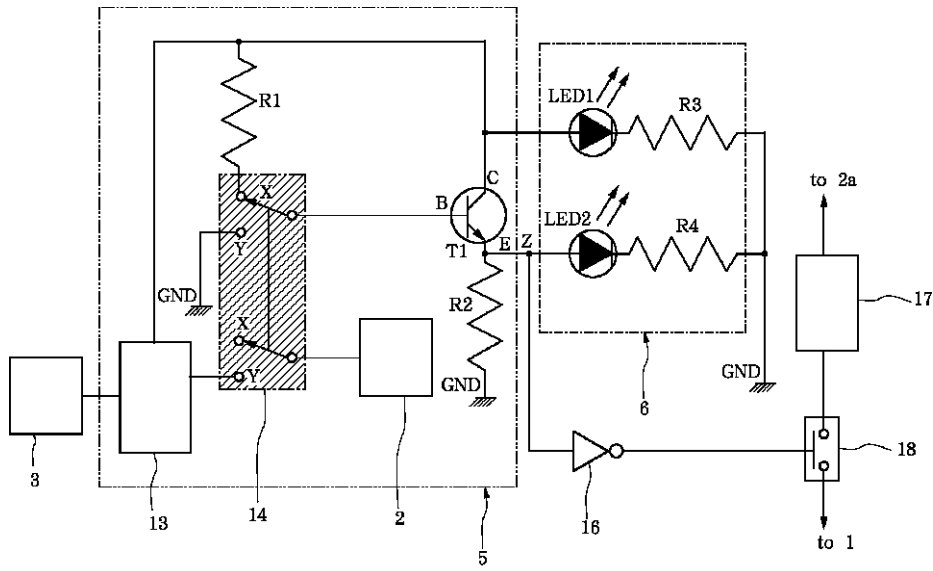 LED1
R1
R3
C
to 2a
X
B
LED2
Y
T1
E
Z
R4
GND
R2
17
X
GND
GND
Y
6
18
3
13
14
2
16
5
to 1